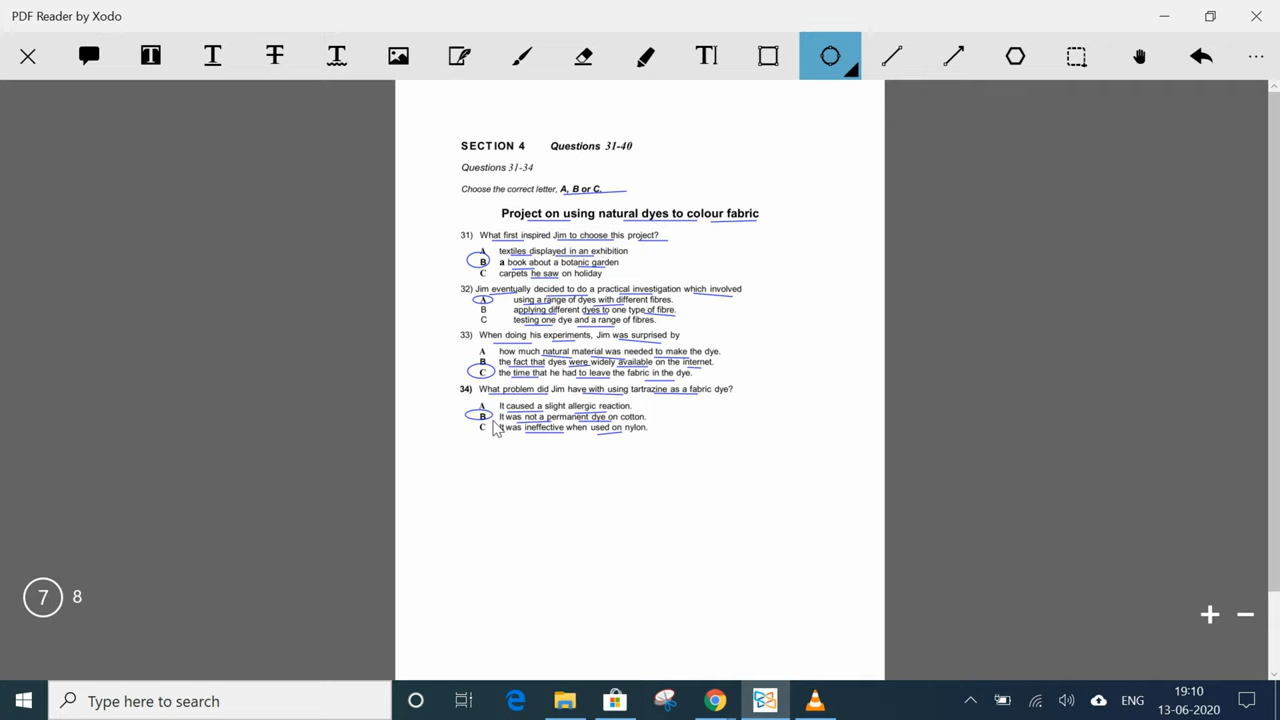 PDF Reader by Xodo
T T T T TI
SECTION 4 Questions 31-40
Questions 31-34
Choose the correct letter, A, B or C.
Project on using natural dyes to colour fabric
31) What first inspired Jim to choose this project?
A textiles displayed in an exhibition
B a book about a botanic garden
C carpets he saw on holiday
32) Jim eventually decided to do a practical investigation which involved
A using a range of dyes with different fibres.
B applying different dyes to one type of fibre.
C testing one dye and a range of fibres.
33) When doing his experiments, Jim was surprised by
A how much natural material was needed to make the dye.
B the fact that dyes were widely available on the internet.
C the time that he had to leave the fabric in the dye.
34) What problem did Jim have with using tartrazine as a fabric dye?
A It caused a slight allergic reaction.
B It was not a permanent dye on cotton.
C It was ineffective when used on nylon.
7 8
Type here to search
ENG
19:10
13-06-2020